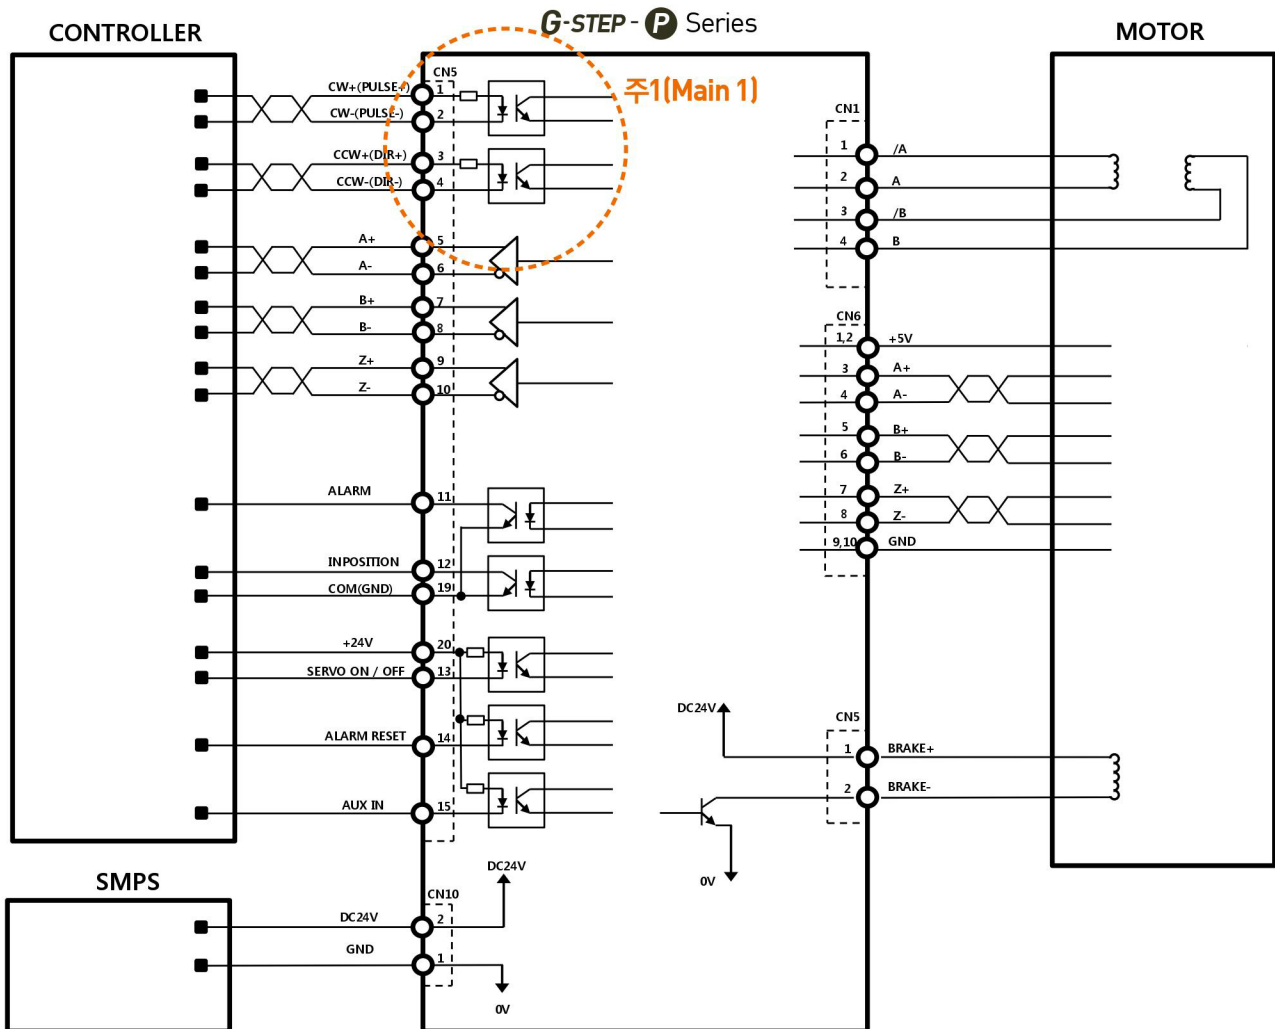 G-STEP - P Series
CONTROLLER
MOTOR
주1(Main 1)
CN5
CW+(PULSE+)
1
CW-(PULSE-)
2
CCW+(DIR+)
3
CCW-(DIR-)
4
A+
5
A-
6
B+
7
B-
8
Z+
9
Z-
10
ALARM
11
INPOSITION
12
COM(GND)
19
+24V
20
SERVO ON / OFF
13
ALARM RESET
14
AUX IN
15
CN1
1
/A
2
A
3
/B
4
B
CN6
1,2
+5V
3
A+
4
A-
5
B+
6
B-
7
Z+
8
Z-
9,10
GND
DC24V
CN5
1
BRAKE+
2
BRAKE-
0V
SMPS
DC24V
CN10
DC24V
2
GND
1
0V